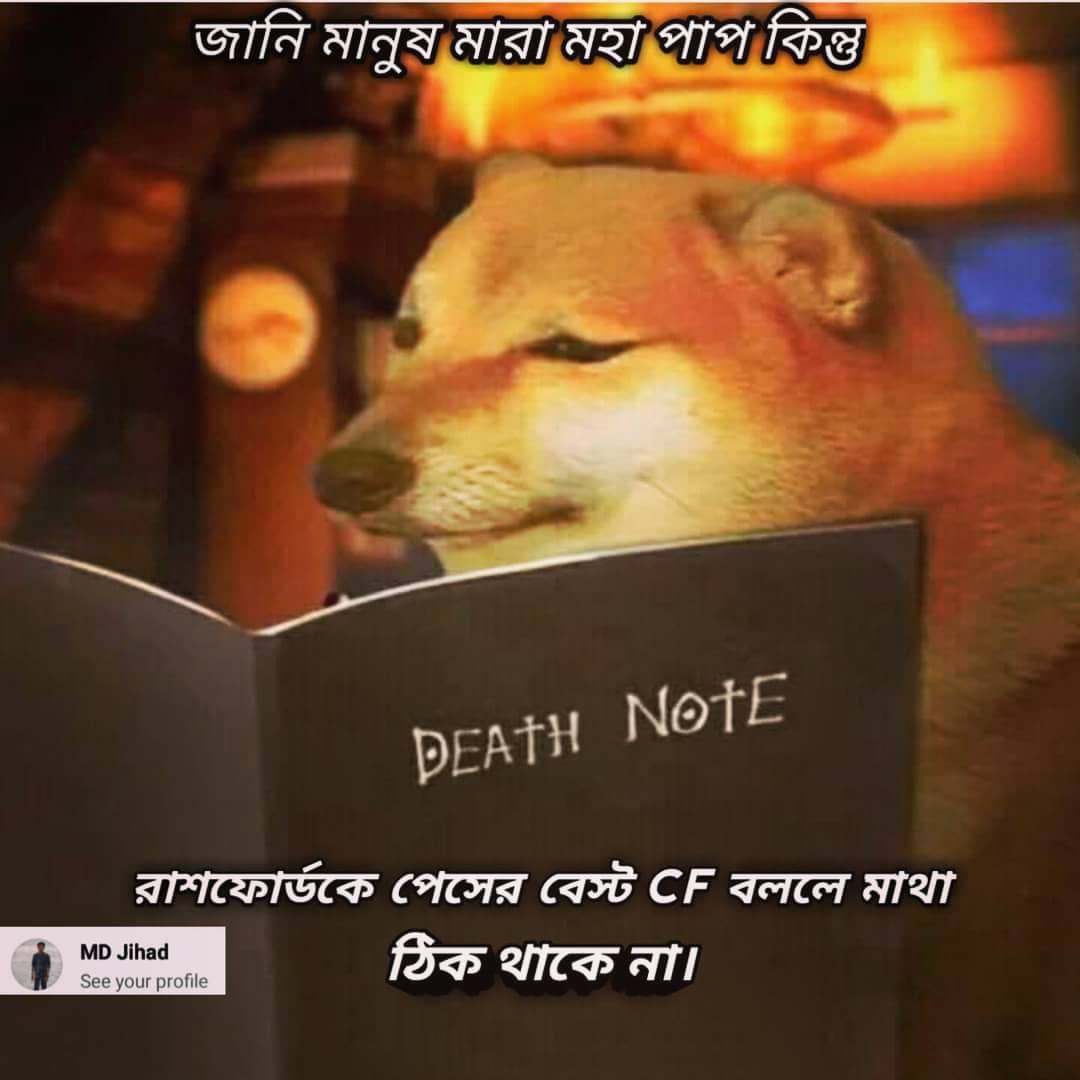 জানি মানুষ মারা মহা পাপ কিন্তু
DEATH NOTE
রাশফোর্ডকে পেসের বেস্ট CF বললে মাথা
ঠিক থাকে না।
MD Jihad
See your profile